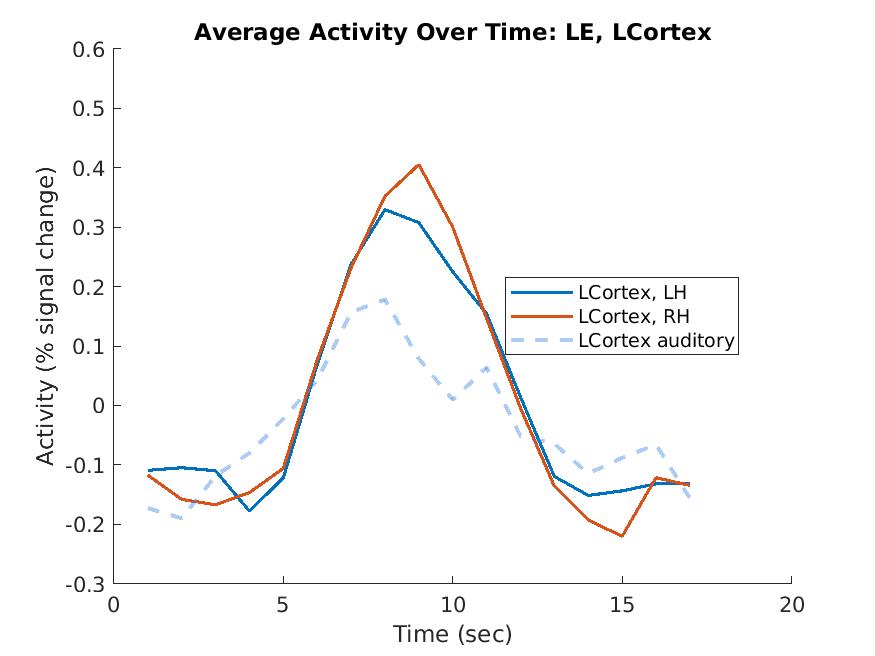 Average Activity Over Time: LE, LCortex
0.6
0.5
0.4
0.3
0.2
0.1
0
-0.1
-0.2
-0.3
Activity (% signal change)
LCortex, LH
LCortex, RH
LCortex auditory
0 5 10 15 20
Time (sec)